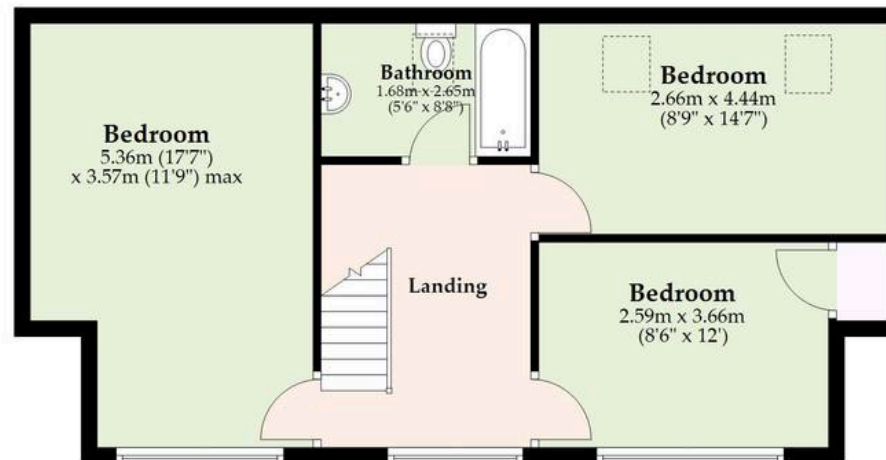 Bathroom
1.68m x 2.65m
(5'6" x 8'8")
Bedroom
2.66m x 4.44m
(8'9" x 14'7")
Bedroom
5.36m (17'7")
x 3.57m (11'9") max
Landing
Bedroom
2.59m x 3.66m
(8'6" x 12')